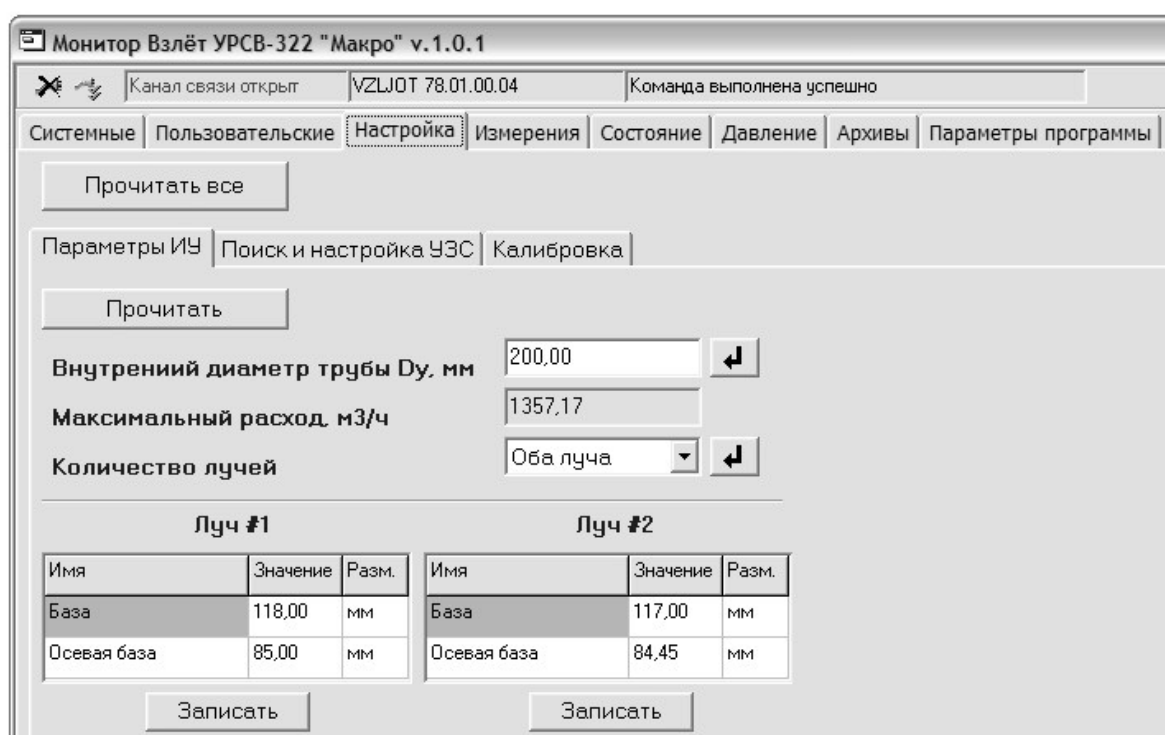 Монитор Взлёт УРСВ-322 "Макро" v.1.0.1
Канал связи открыт VZLJOT 78.01.00.04 Команда выполнена успешно
Системные Пользовательские Настройка Измерения Состояние Давление Архивы Параметры программы
Прочитать все
Параметры ИУ Поиск и настройка УЗС Калибровка
Прочитать
Внутрениий диаметр трубы Dy, мм 200,00
Максимальный расход, м3/ч 1357,17
Количество лучей Оба луча
Луч #1 Луч #2
Имя Значение Разм. Имя Значение Разм.
База 118,00 мм База 117,00 мм
Осевая база 85,00 мм Осевая база 84,45 мм
Записать Записать